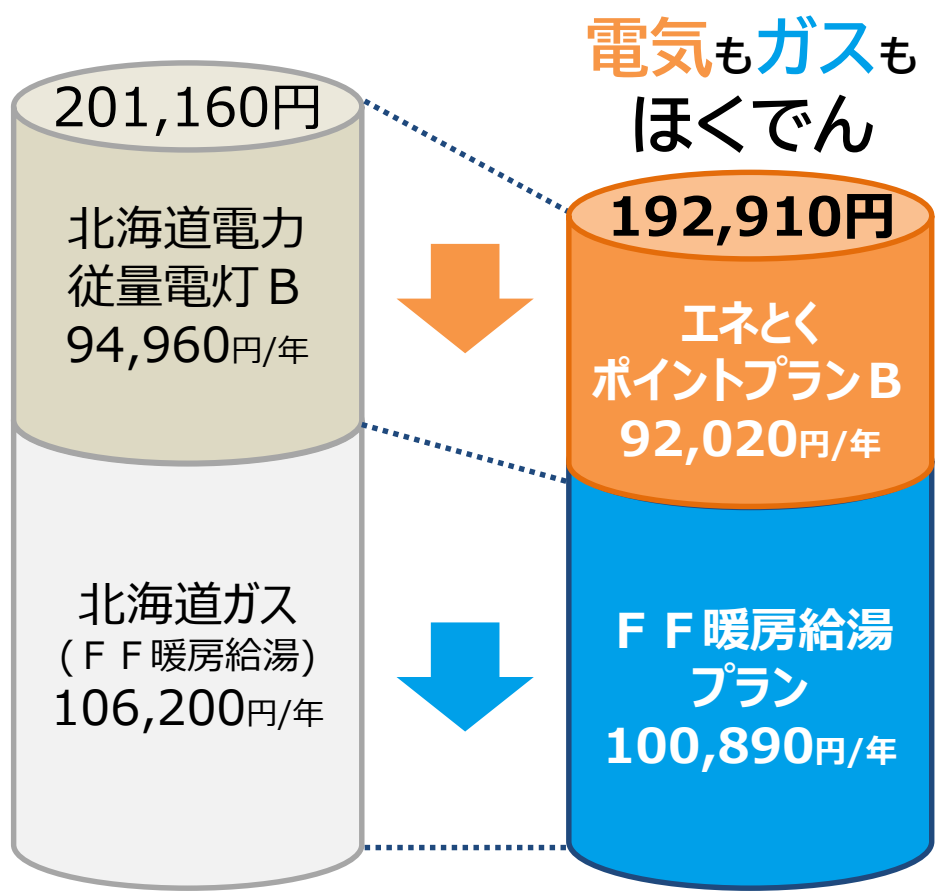 電気もガスも
ほくでん
201,160円
北海道電力
従量電灯Ｂ
94,960円/年
北海道ガス
(ＦＦ暖房給湯)
106,200円/年
192,910円
エネとく
ポイントプランＢ
92,020円/年
ＦＦ暖房給湯
プラン
100,890円/年